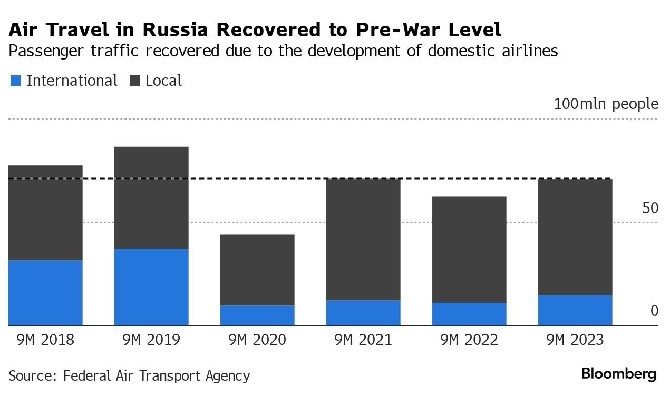 Air Travel in Russia Recovered to Pre-War Level
Passenger traffic recovered due to the development of domestic airlines
International Local
100mln people
50
0
9M 2018 9M 2019 9M 2020 9M 2021 9M 2022 9M 2023
Source: Federal Air Transport Agency
Bloomberg